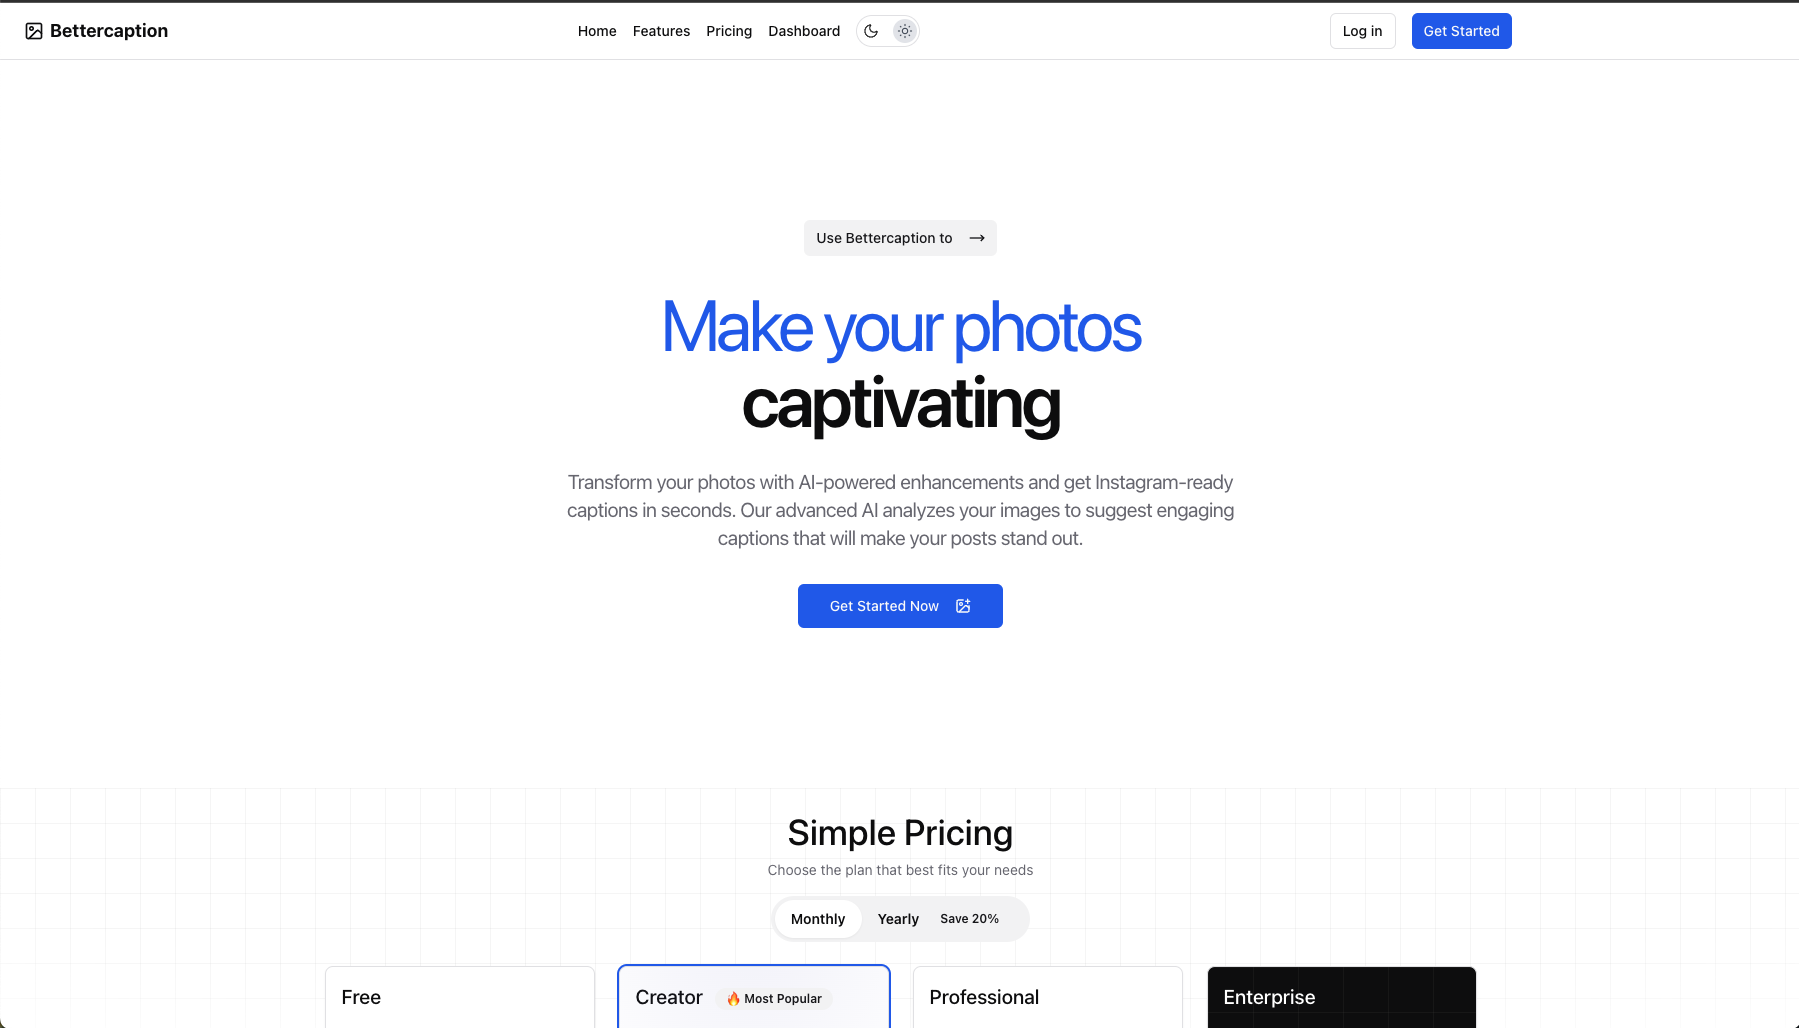 Bettercaption
Home Features Pricing Dashboard
Log in
Get Started
Use Bettercaption to →
Make your photos
captivating
Transform your photos with AI-powered enhancements and get Instagram-ready
captions in seconds. Our advanced AI analyzes your images to suggest engaging
captions that will make your posts stand out.
Get Started Now
Simple Pricing
Choose the plan that best fits your needs
Monthly Yearly Save 20%
Free
Creator 🔥 Most Popular
Professional
Enterprise